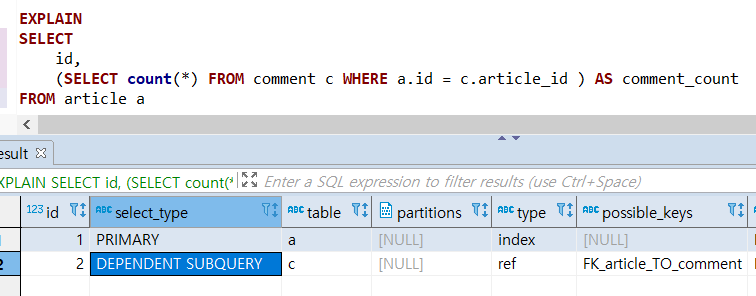 EXPLAIN
SELECT
id,
(SELECT count(*) FROM comment c WHERE a.id = c.article_id ) AS comment_count
FROM article a
esult
XPLAIN SELECT id, (SELECT count(* Enter a SQL expression to filter results (use Ctrl+Space)
123 id ABC select_type ABC table partitions ABC type ABC possible_keys
1 PRIMARY a [NULL] index [NULL]
2 2 DEPENDENT SUBQUERY c [NULL] ref FK_article_TO_comment